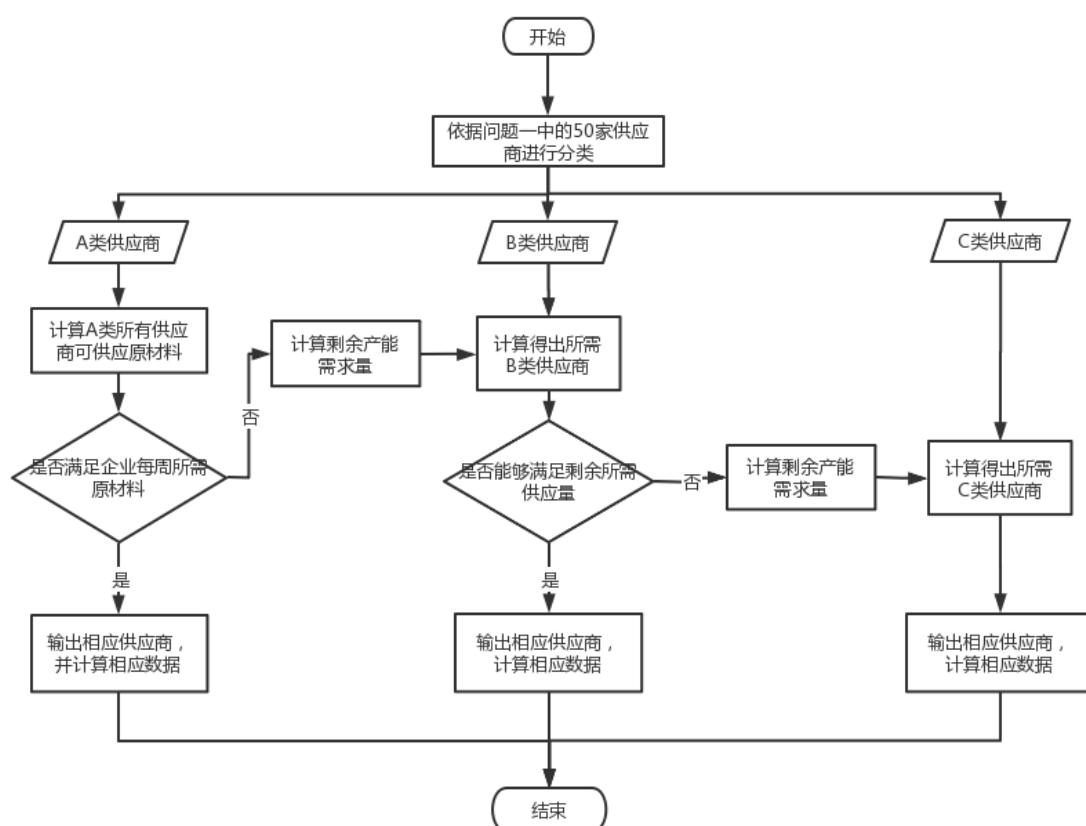 开始
依据问题一中的50家供应
商进行分类
A类供应商
B类供应商
C类供应商
计算A类所有供应
商可供应原材料
计算剩余产能
需求量
计算得出所需
B类供应商
否
是否满足企业每周所需
原材料
是否能够满足剩余所需
供应量
否
计算剩余产能
需求量
计算得出所需
C类供应商
是
是
输出相应供应商，
并计算相应数据
输出相应供应商，
计算相应数据
输出相应供应商，
计算相应数据
结束